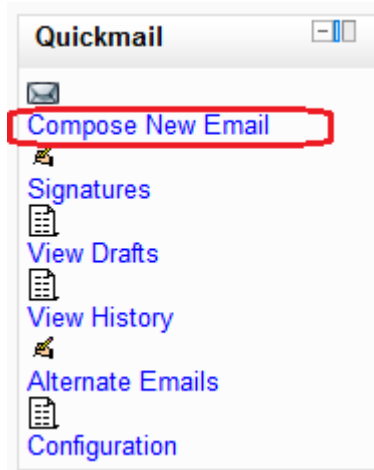 Quickmail
Compose New Email
Signatures
View Drafts
View History
Alternate Emails
Configuration